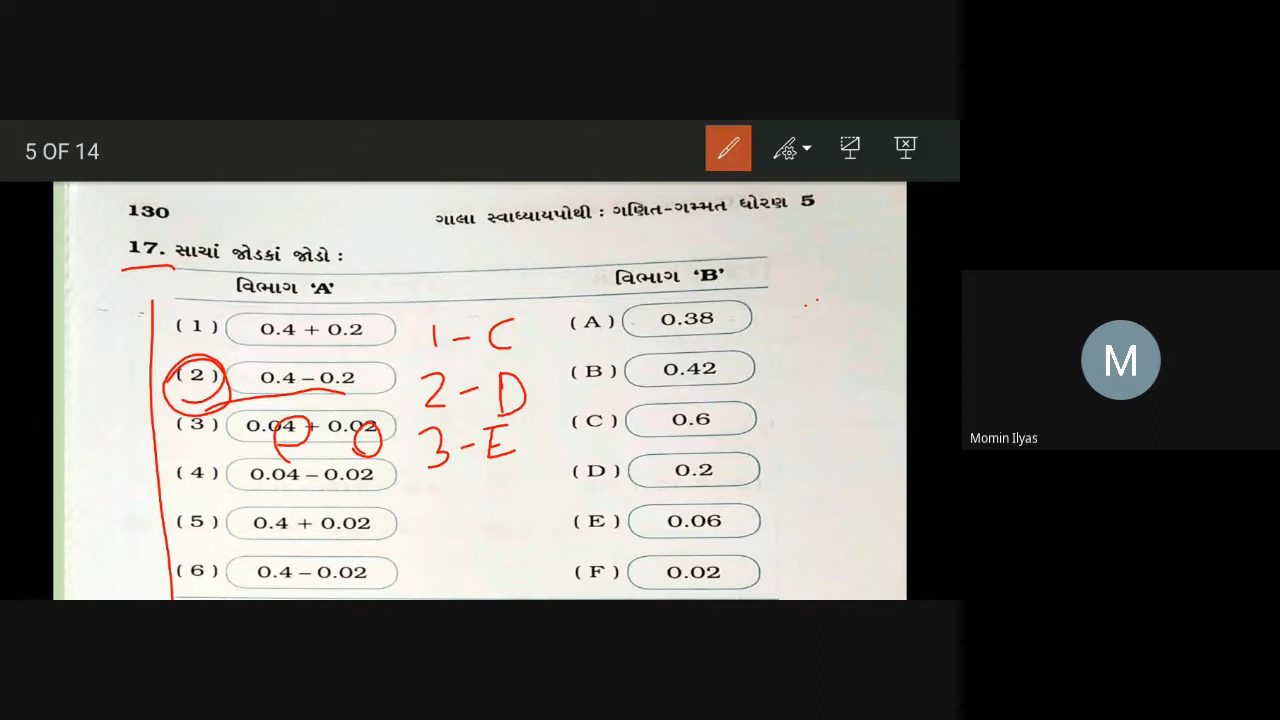 5 OF 14
130 ગાલા સ્વાધ્યાયપોથી : ગણિત-ગમ્મત ધોરણ 5
17. સાચાં જોડકાં જોડો :
વિભાગ ‘A’ વિભાગ ‘B’
( 1 ) 0.4 + 0.2 1 - C ( A ) 0.38
( 2 ) 0.4 – 0.2 2 - D ( B ) 0.42
( 3 ) 0.04 + 0.02 3 - E ( C ) 0.6
( 4 ) 0.04 – 0.02 ( D ) 0.2
( 5 ) 0.4 + 0.02 ( E ) 0.06
( 6 ) 0.4 – 0.02 ( F ) 0.02
M
Momin Ilyas